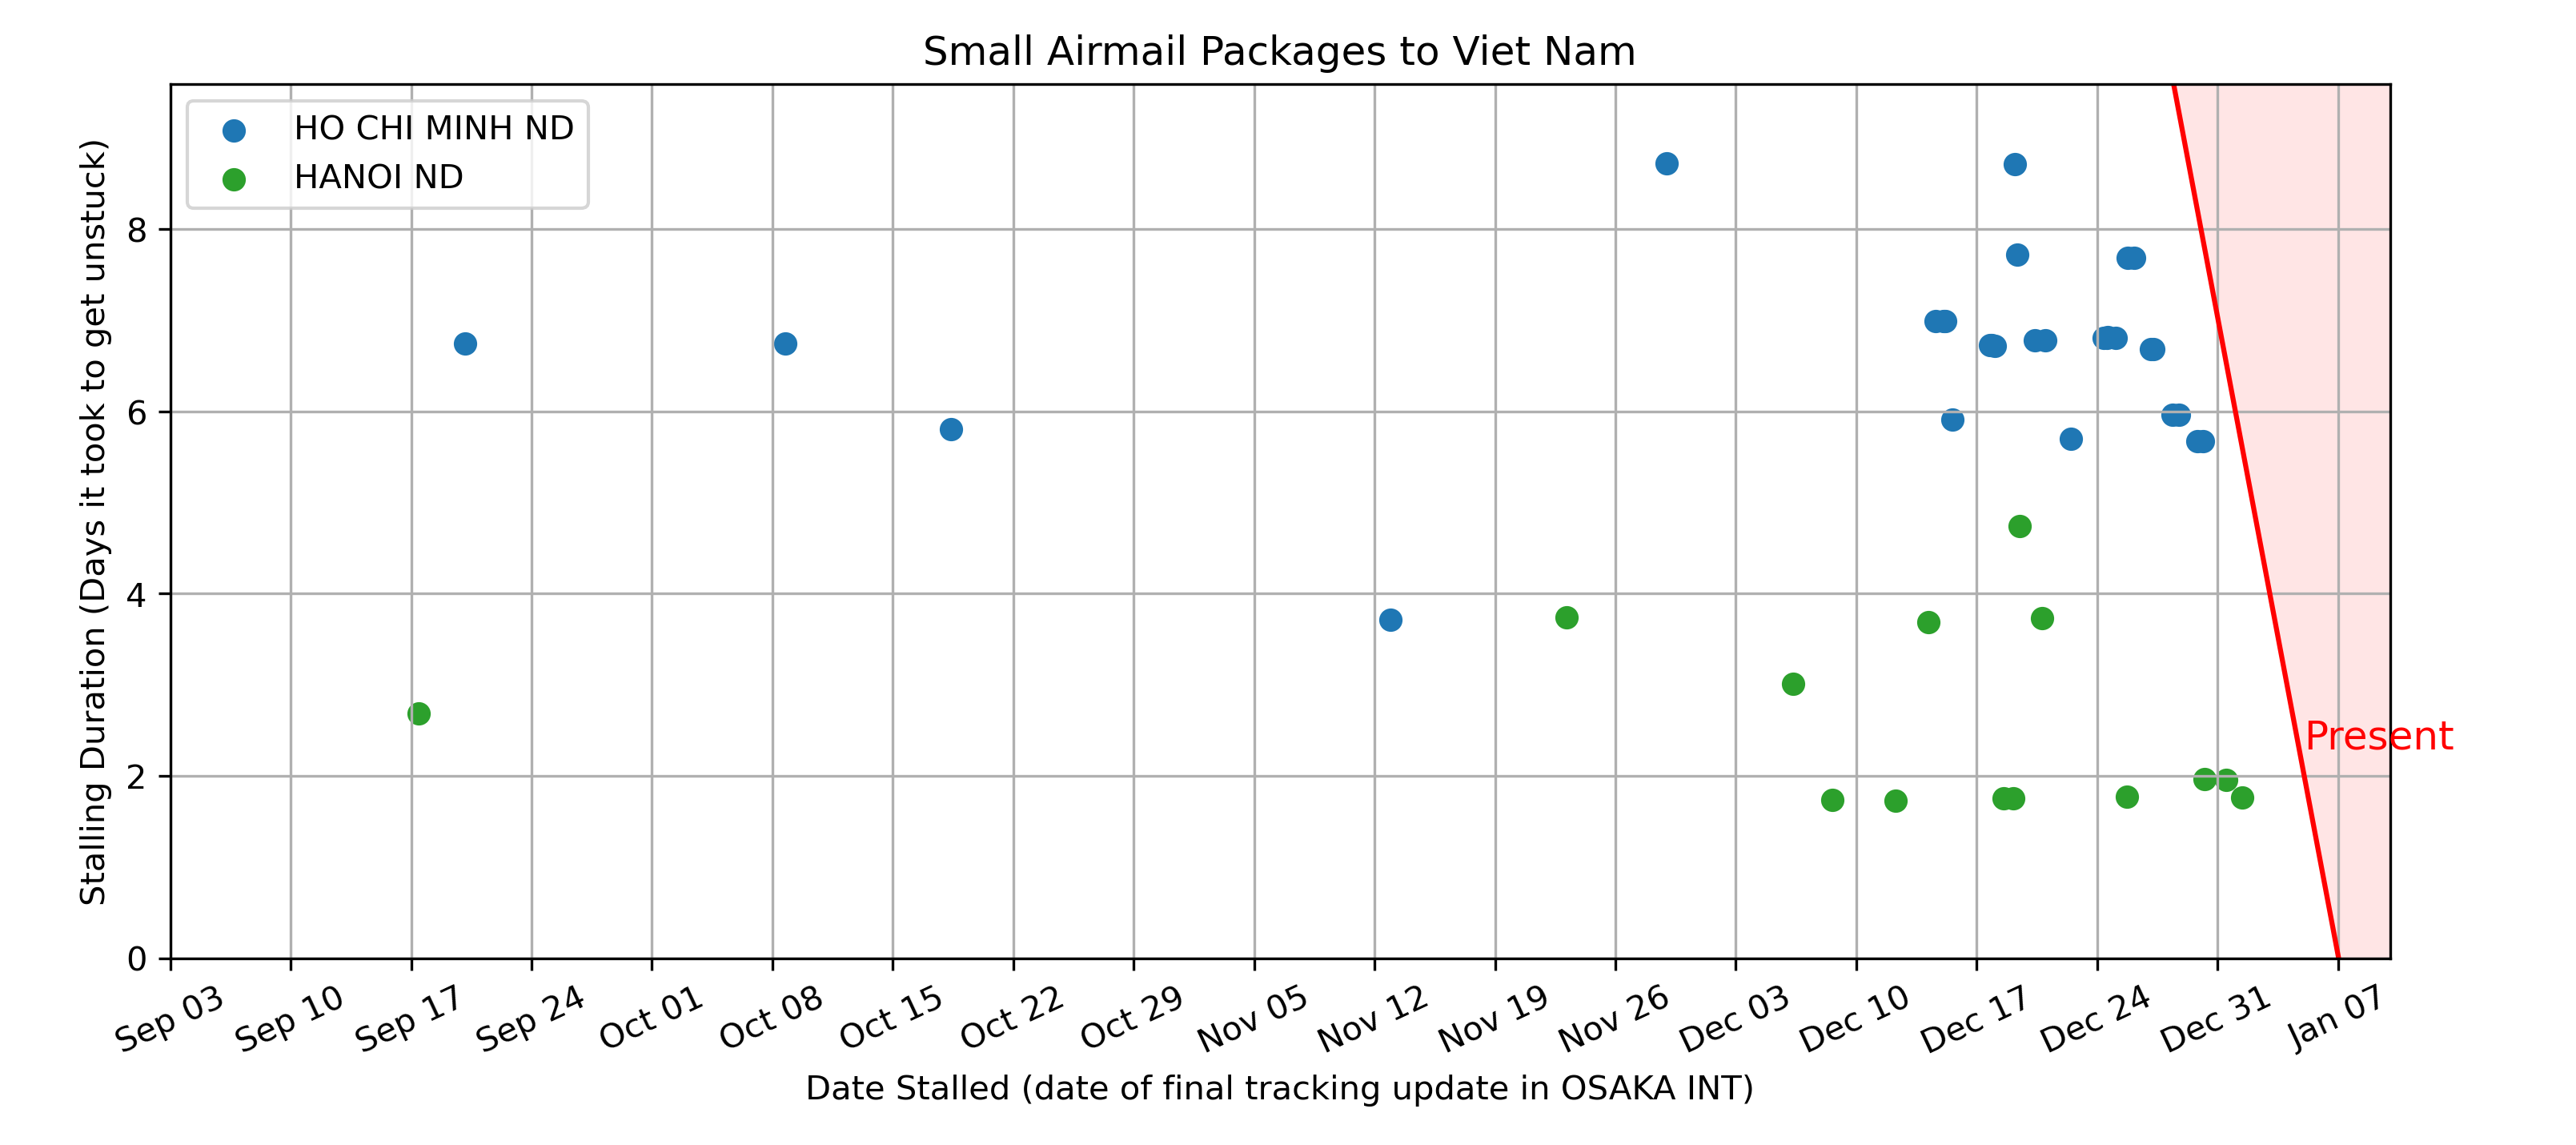 Small Airmail Packages to Viet Nam
HO CHI MINH ND
HANOI ND
Stalling Duration (Days it took to get unstuck)
8
6
4
2
0
Present
Sep 03
Sep 10
Sep 17
Sep 24
Oct 01
Oct 08
Oct 15
Oct 22
Oct 29
Nov 05
Nov 12
Nov 19
Nov 26
Dec 03
Dec 10
Dec 17
Dec 24
Dec 31
Jan 07
Date Stalled (date of final tracking update in OSAKA INT)